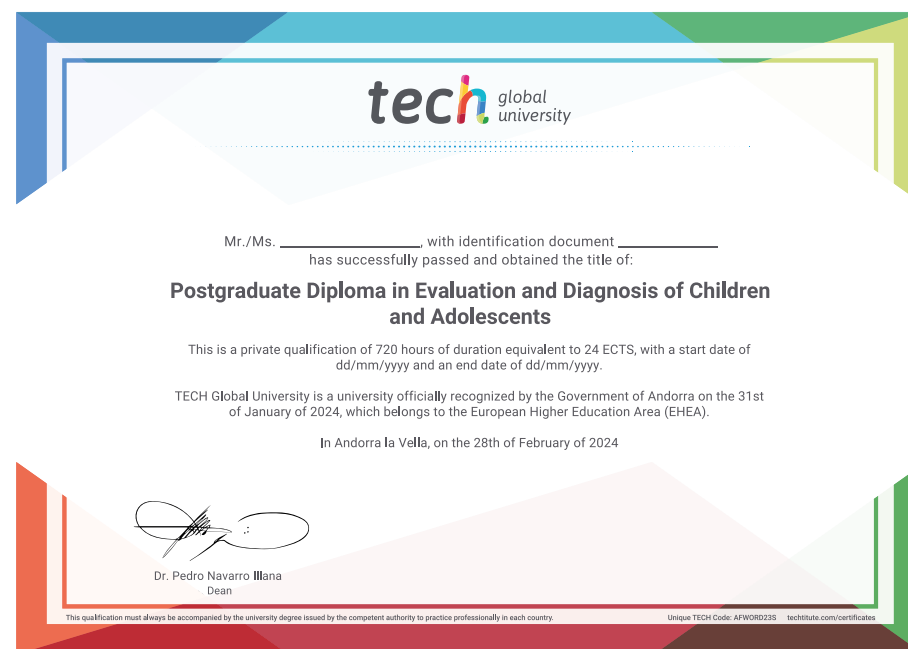 tech global
university
Mr./Ms. ____________, with identification document ____________
has successfully passed and obtained the title of:
Postgraduate Diploma in Evaluation and Diagnosis of Children
and Adolescents
This is a private qualification of 720 hours of duration equivalent to 24 ECTS, with a start date of
dd/mm/yyyy and an end date of dd/mm/yyyy.
TECH Global University is a university officially recognized by the Government of Andorra on the 31st
of January of 2024, which belongs to the European Higher Education Area (EHEA).
In Andorra la Vella, on the 28th of February of 2024
Dr. Pedro Navarro Illana
Dean
This qualification must always be accompanied by the university degree issued by the competent authority to practice professionally in each country. Unique TECH Code: AFWORD23S techtitute.com/certificates